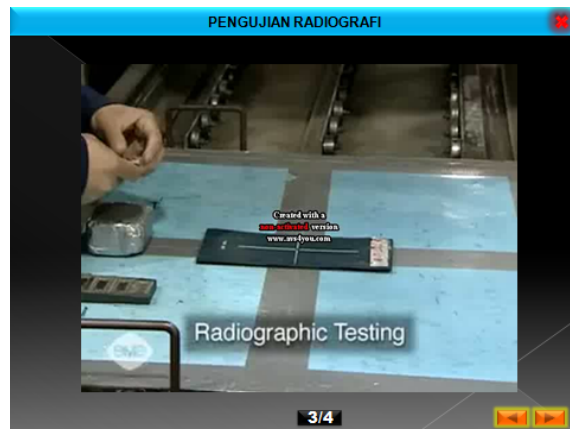 PENGUJIAN RADIOGRAFI
Created with a
non-activated version
www.avs4you.com
Radiographic Testing
3/4